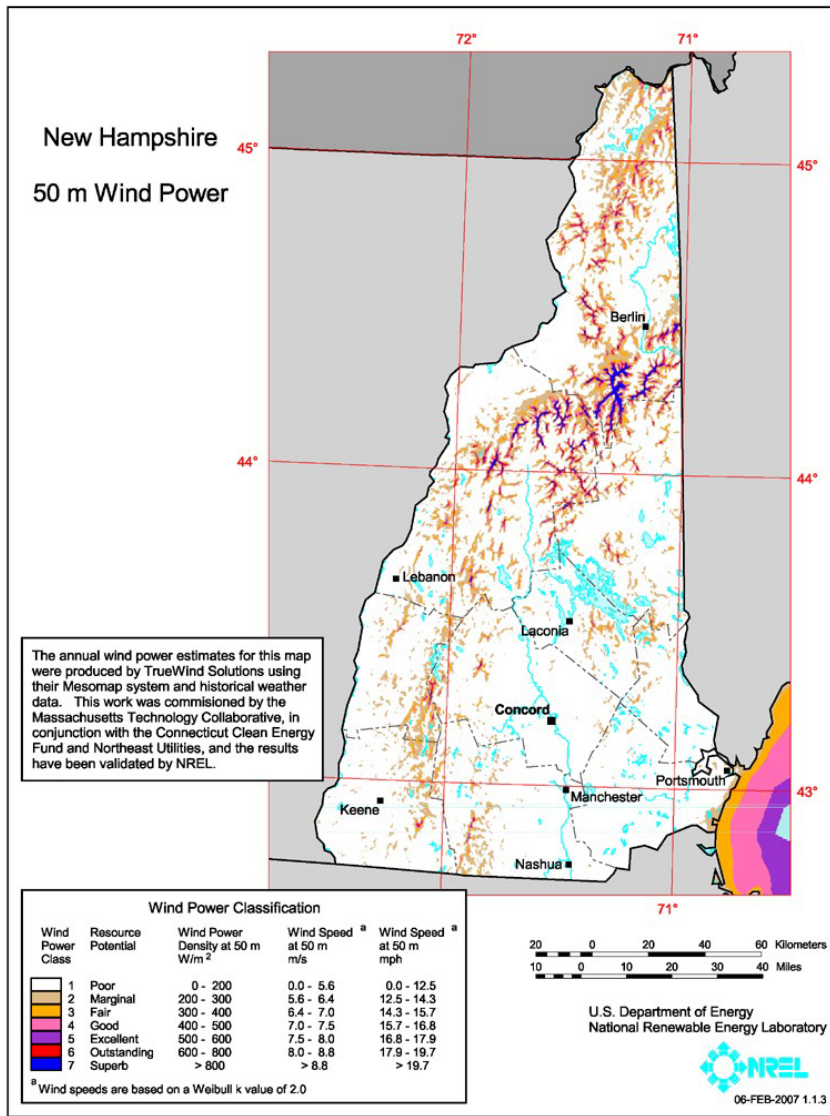 New Hampshire
50 m Wind Power
72°
71°
45°
45°
Berlin
44°
44°
Lebanon
Laconia
The annual wind power estimates for this map
were produced by TrueWind Solutions using
their Mesomap system and historical weather
data. This work was commisioned by the
Massachusetts Technology Collaborative, in
conjunction with the Connecticut Clean Energy
Fund and Northeast Utilities, and the results
have been validated by NREL.
Concord
Portsmouth
43°
Keene
Manchester
Nashua
71°
Wind Power Classification
Wind Power Class Resource Potential Wind Power Density at 50 m W/m 2 Wind Speed a at 50 m m/s Wind Speed a at 50 m mph
1 Poor 0 - 200 0.0 - 5.6 0.0 - 12.5
2 Marginal 200 - 300 5.6 - 6.4 12.5 - 14.3
3 Fair 300 - 400 6.4 - 7.0 14.3 - 15.7
4 Good 400 - 500 7.0 - 7.5 15.7 - 16.8
5 Excellent 500 - 600 7.5 - 8.0 16.8 - 17.9
6 Outstanding 600 - 800 8.0 - 8.8 17.9 - 19.7
7 Superb > 800 > 8.8 > 19.7
a Wind speeds are based on a Weibull k value of 2.0
20 0 20 40 60 Kilometers
10 0 10 20 30 40 Miles
U.S. Department of Energy
National Renewable Energy Laboratory
NREL
06-FEB-2007 1.1.3